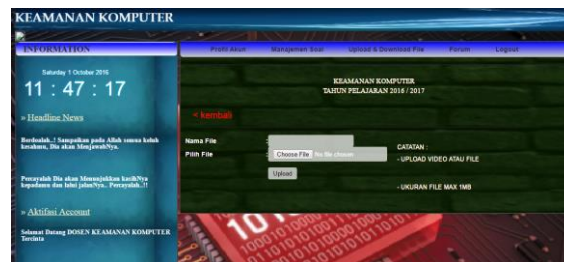 KEAMANAN KOMPUTER
INFORMATION
Profil Akun Manajemen Soal Upload & Download File Forum Logout
Saturday 1 October 2016
11 : 47 : 17
» Headline News
Berdoalah..! Sampaikan pada Allah semua keluh
kesahmu, Dia akan MenjawabNya.
Percayalah Dia akan Menunjukkan kasihNya
kepadamu dan lalui jalanNya.. Percayalah..!!
» Aktifasi Account
Selamat Datang DOSEN KEAMANAN KOMPUTER
Tercinta
KEAMANAN KOMPUTER
TAHUN PELAJARAN 2016 / 2017
< kembali
Nama File :
Pilih File : Choose File No file chosen
Upload
CATATAN :
- UPLOAD VIDEO ATAU FILE
- UKURAN FILE MAX 1MB